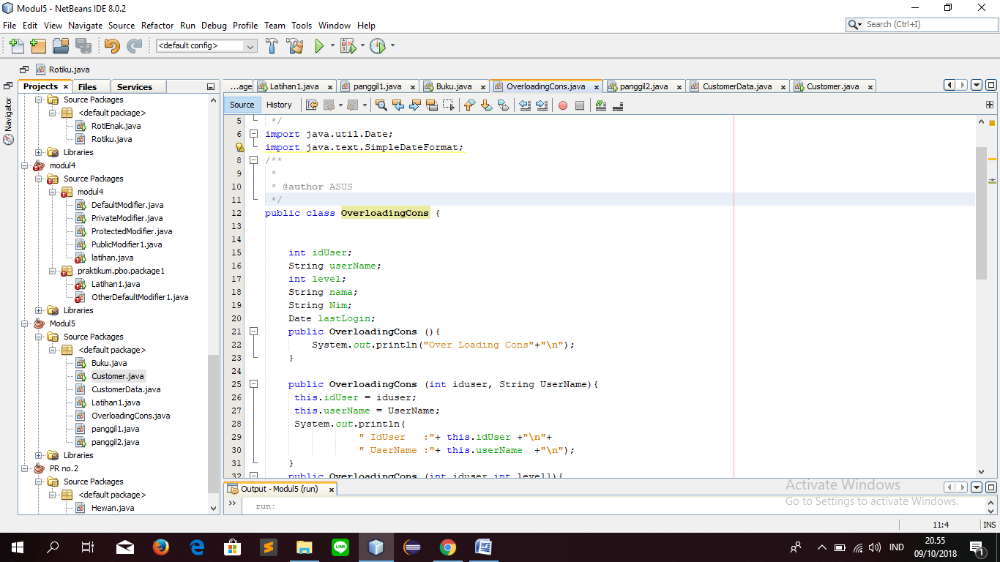 Modul5 - NetBeans IDE 8.0.2
File Edit View Navigate Source Refactor Run Debug Profile Team Tools Window Help
Search (Ctrl+I)
<default config>
Rotiku.java
Projects Files Services
Navigator
Source Packages
<default package>
RotiEnak.java
Rotiku.java
Libraries
modul4
Source Packages
modul4
DefaultModifier.java
PrivateModifier.java
ProtectedModifier.java
PublicModifier1.java
latihan.java
praktikum.pbo.package1
Latihan1.java
OtherDefaultModifier1.java
Libraries
Modul5
Source Packages
<default package>
Buku.java
Customer.java
CustomerData.java
Latihan1.java
OverloadingCons.java
panggil1.java
panggil2.java
Libraries
PR no.2
Source Packages
<default package>
Hewan.java
...age Latihan1.java panggil1.java Buku.java OverloadingCons.java panggil2.java CustomerData.java Customer.java
Source History
5 */
6 import java.util.Date;
import java.text.SimpleDateFormat;
8 /**
9 *
10 * @author ASUS
11 */
12 public class OverloadingCons {
13
14
15 int idUser;
16 String userName;
17 int level;
18 String nama;
19 String Nim;
20 Date lastLogin;
21 public OverloadingCons (){
22 System.out.println("Over Loading Cons"+"\n");
23 }
24
25 public OverloadingCons (int iduser, String UserName){
26 this.idUser = iduser;
27 this.userName = UserName;
28 System.out.println(
29 " IdUser :"+ this.idUser +"\n"+
30 " UserName :"+ this.userName +"\n");
31 }
32 public OverloadingCons (int iduser,int level1){
Output - Modul5 (run)
run:
Activate Windows
Go to Settings to activate Windows.
11:4 INS
IND
20.55
09/10/2018
1